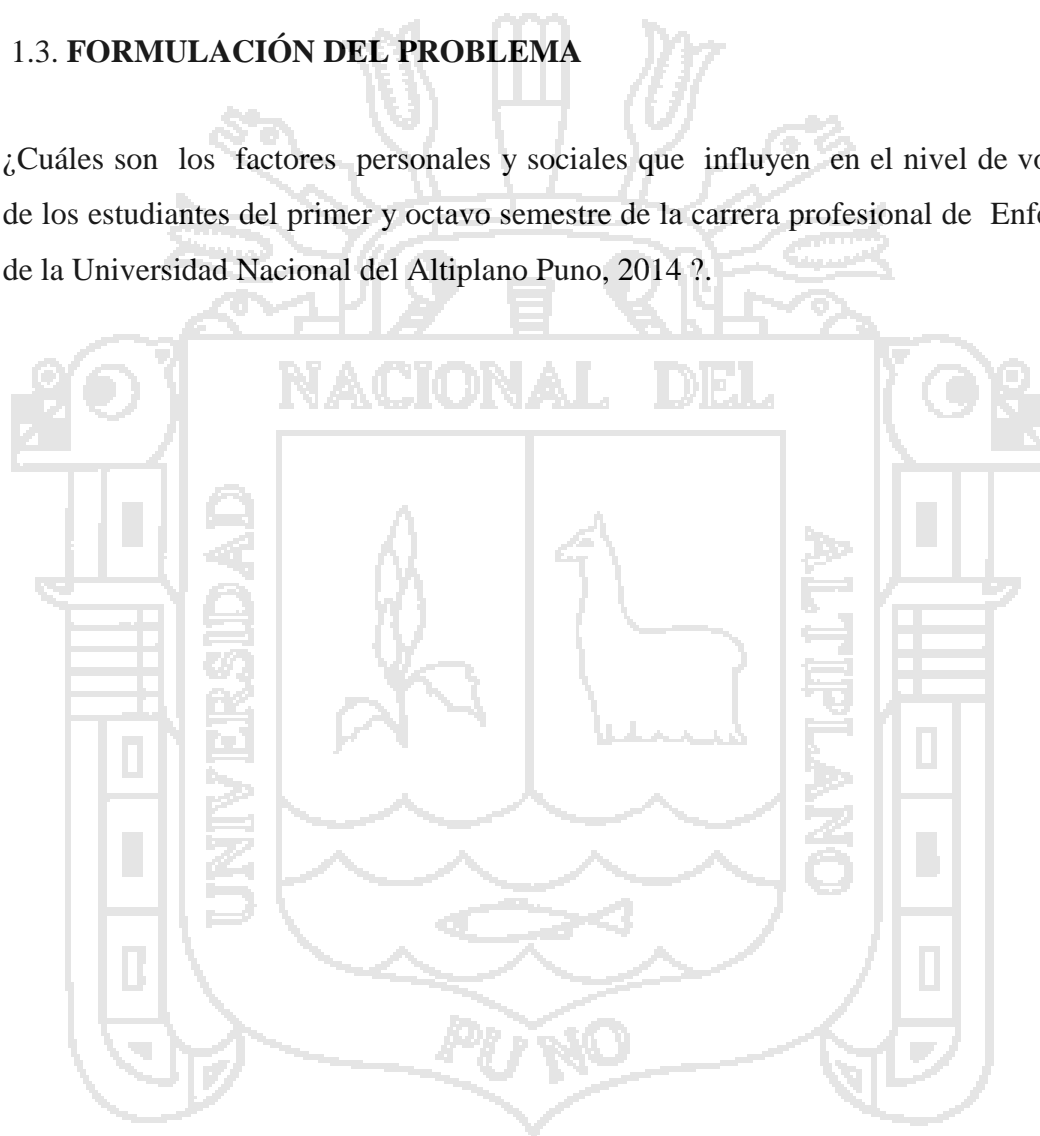 1.3. FORMULACIÓN DEL PROBLEMA
¿Cuáles son los factores personales y sociales que influyen en el nivel de
de los estudiantes del primer y octavo semestre de la carrera profesional de
de la Universidad Nacional del Altiplano Puno, 2014 ?.
NACIONAL DEL
UNIVERSIDAD
ALTIPLANO
PUNO